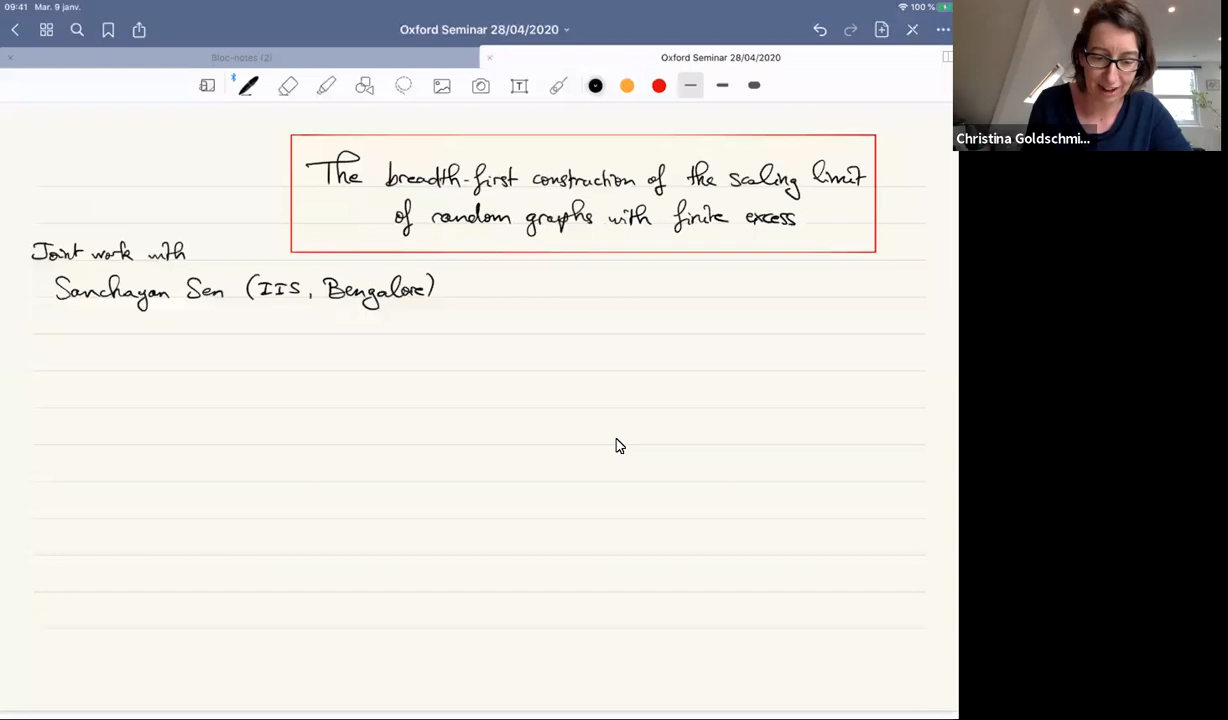 09:41 Mar. 9 janv.
100 %
Oxford Seminar 28/04/2020
Bloc-notes (2)
Oxford Seminar 28/04/2020
T
Christina Goldschmi...
The breadth-first construction of the scaling limit
of random graphs with finite excess
Joint work with
Sanchayan Sen (IIS, Bengalore)